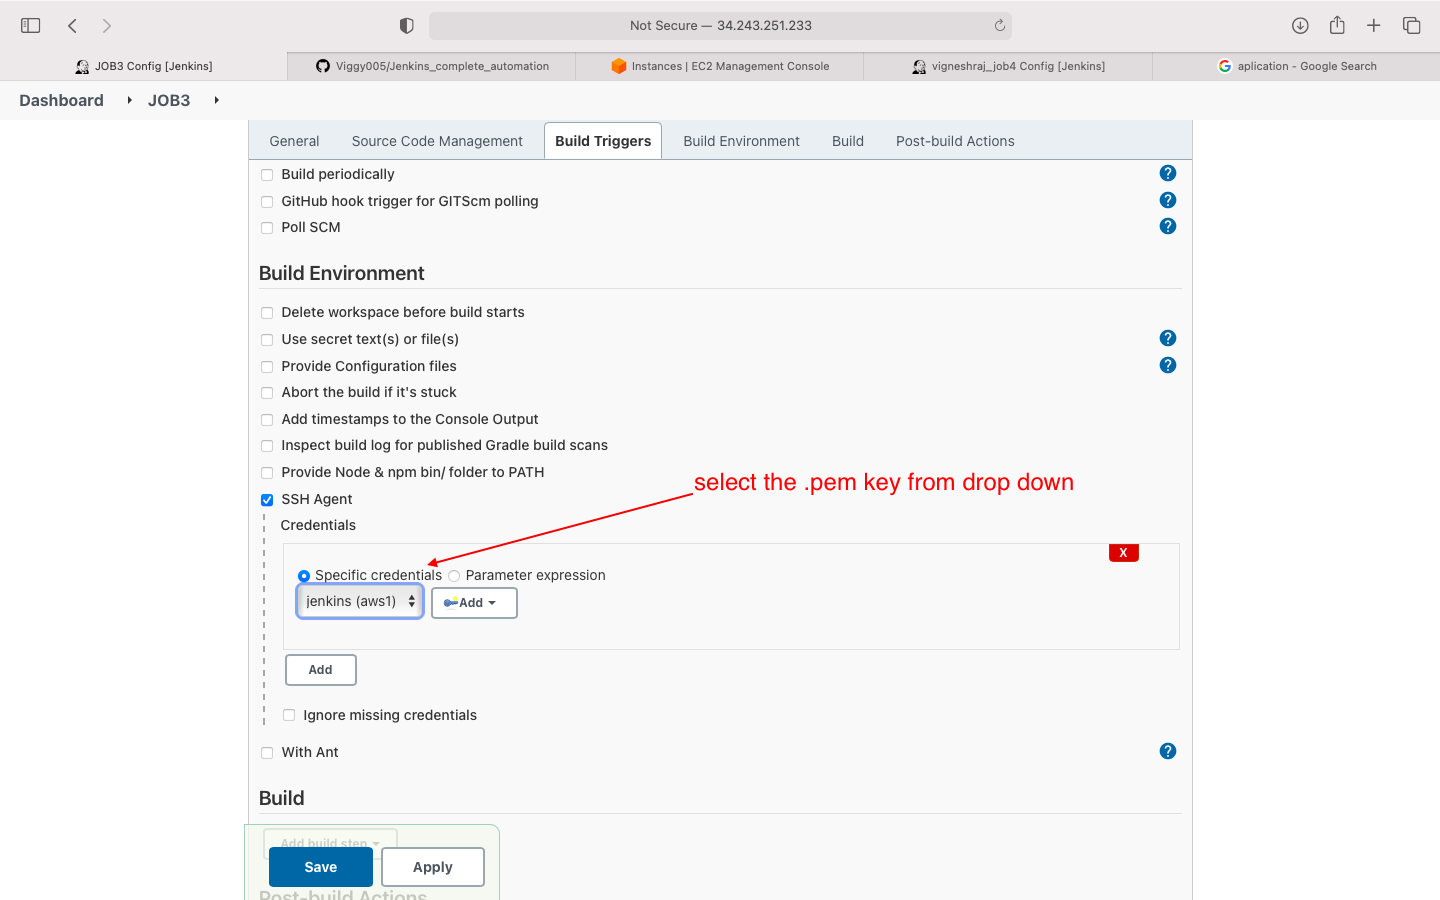 Not Secure — 34.243.251.233
JOB3 Config [Jenkins]
Viggy005/Jenkins_complete_automation
Instances | EC2 Management Console
vigneshraj_job4 Config [Jenkins]
aplication - Google Search
Dashboard JOB3
General Source Code Management Build Triggers Build Environment Build Post-build Actions
Build periodically ?
GitHub hook trigger for GITScm polling ?
Poll SCM ?
Build Environment
Delete workspace before build starts
Use secret text(s) or file(s) ?
Provide Configuration files ?
Abort the build if it's stuck
Add timestamps to the Console Output
Inspect build log for published Gradle build scans
Provide Node & npm bin/ folder to PATH
select the .pem key from drop down
SSH Agent
Credentials
X
Specific credentials Parameter expression
jenkins (aws1) Add
Add
Ignore missing credentials
With Ant ?
Build
Add build step
Save Apply
Post-build Actions